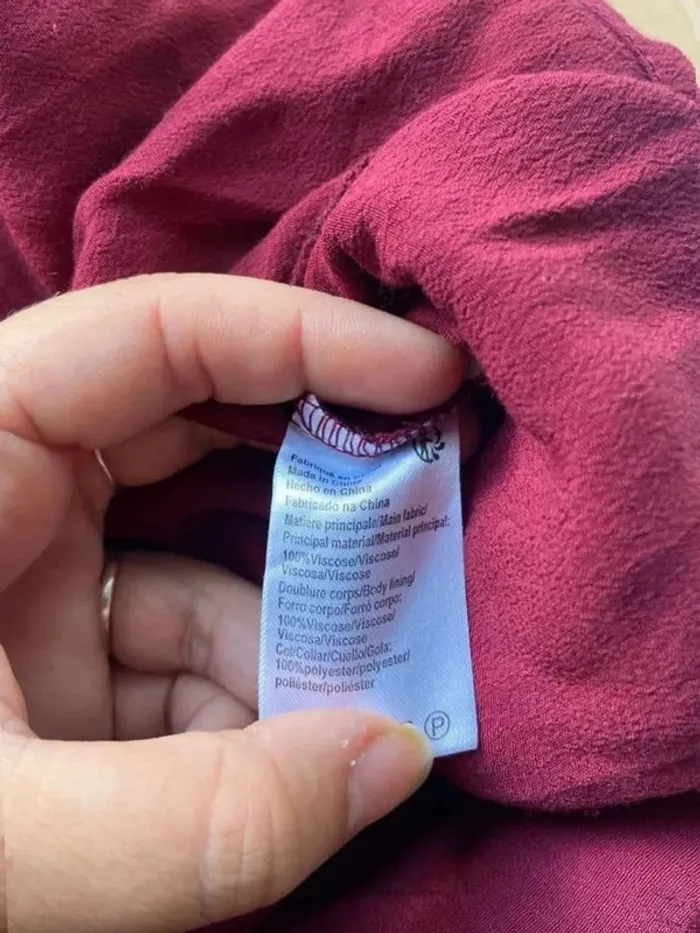 Fabriqué en
Made in China
Hecho en China
Fabricado na China
Matière principale/Main fabric/
Principal material/Material principal:
100%Viscose/Viscose/
Viscosa/Viscose
Doublure corps/Body lining/
Forro corpo/Forró corpo:
100%Viscose/Viscose/
Viscosa/Viscose
Col/Collar/Cuello/Gola:
100%polyester/polyester/
poliéster/poliéster
P